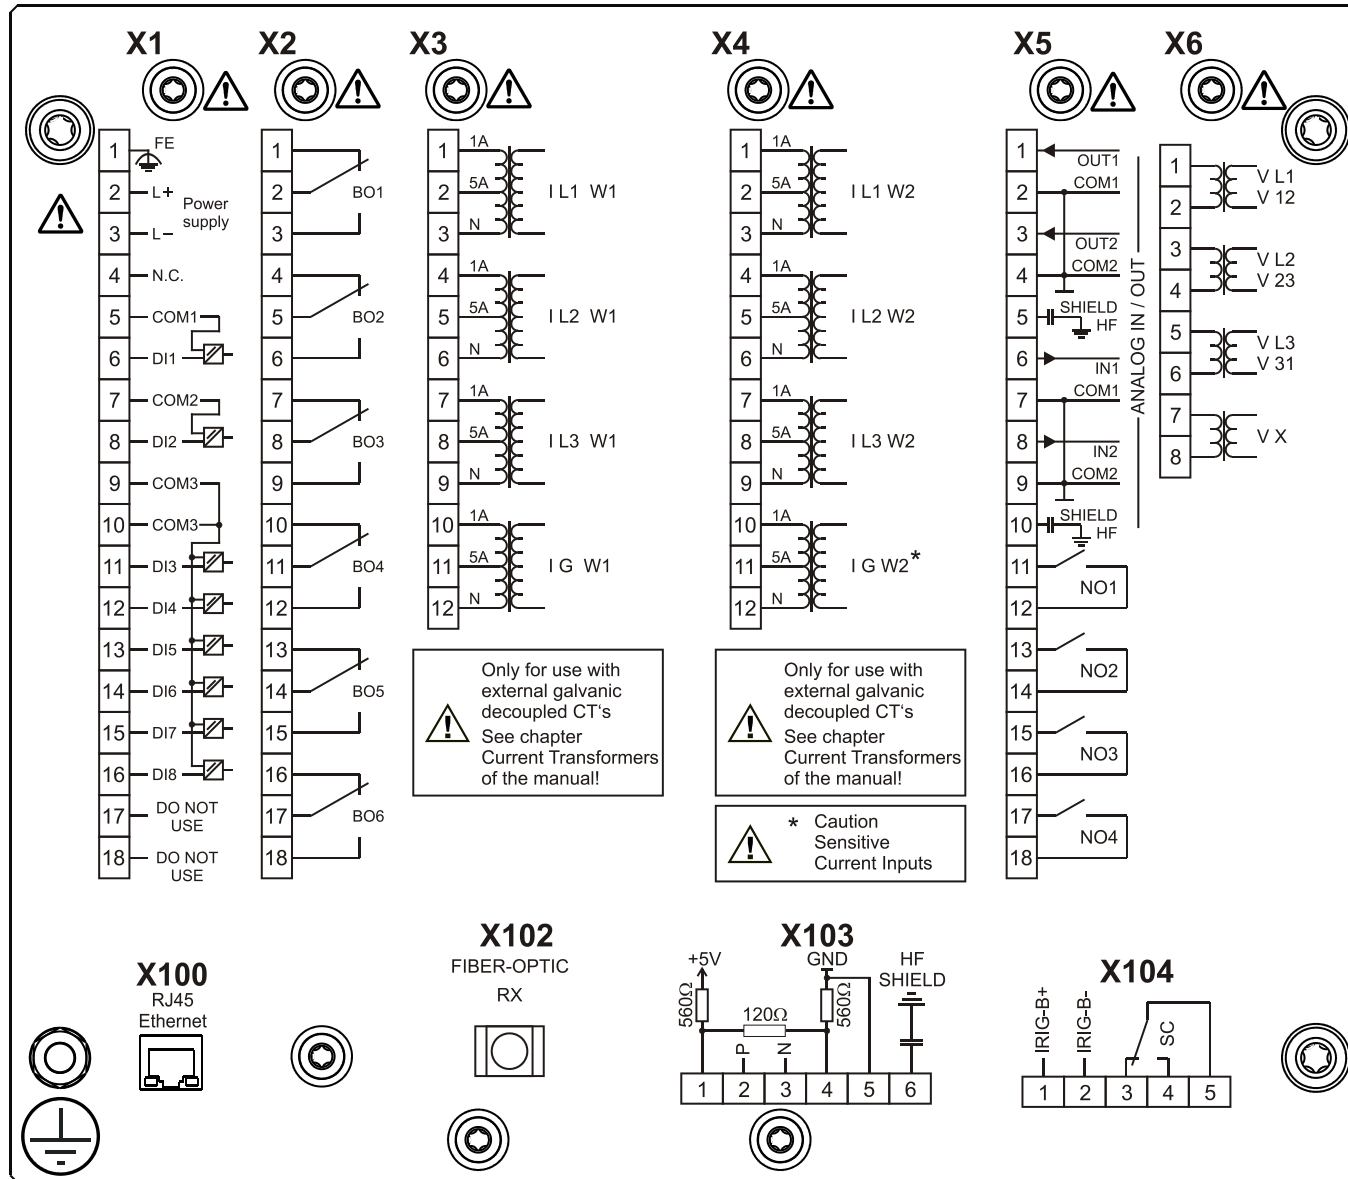 X1
1 FE
2 L+
Power
supply
3 L–
4 N.C.
5 COM1
6 DI1
7 COM2
8 DI2
9 COM3
10 COM3
11 DI3
12 DI4
13 DI5
14 DI6
15 DI7
16 DI8
17 DO NOT
USE
18 DO NOT
USE
X2
1
2 BO1
3
4
5 BO2
6
7
8 BO3
9
10
11 BO4
12
13
14 BO5
15
16
17 BO6
18
X3
1 1A
2 5A I L1 W1
3 N
4 1A
5 5A I L2 W1
6 N
7 1A
8 5A I L3 W1
9 N
10 1A
11 5A I G W1
12 N
Only for use with
external galvanic
decoupled CT‘s
See chapter
Current Transformers
of the manual!
X4
1 1A
2 5A I L1 W2
3 N
4 1A
5 5A I L2 W2
6 N
7 1A
8 5A I L3 W2
9 N
10 1A
11 5A I G W2*
12 N
Only for use with
external galvanic
decoupled CT‘s
See chapter
Current Transformers
of the manual!
* Caution
Sensitive
Current Inputs
X5
1 OUT1
2 COM1
3 OUT2
4 COM2
5 SHIELD
HF
6 IN1
7 COM1
8 IN2
9 COM2
10 SHIELD
HF
ANALOG IN / OUT
11
NO1
12
13
NO2
14
15
NO3
16
17
NO4
18
X6
1 V L1
2 V 12
3 V L2
4 V 23
5 V L3
6 V 31
7
V X
8
X100
RJ45
Ethernet
X102
FIBER-OPTIC
RX
X103
+5V GND HF
SHIELD
560Ω 120Ω 560Ω
P N
1 2 3 4 5 6
X104
IRIG-B+ IRIG-B- SC
1 2 3 4 5